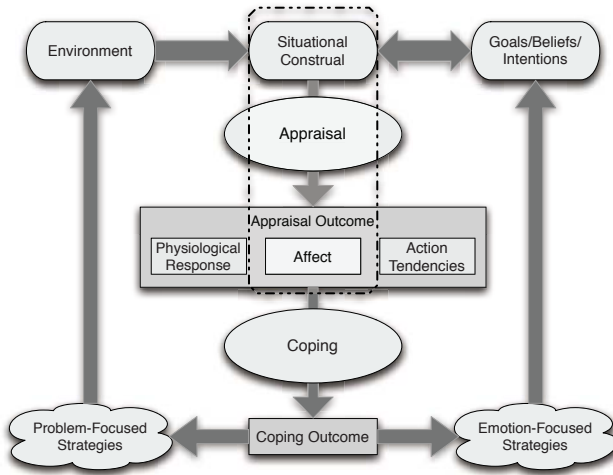 Environment
Situational
Construal
Goals/Beliefs/
Intentions
Appraisal
Appraisal Outcome
Physiological
Response
Affect
Action
Tendencies
Coping
Problem-Focused
Strategies
Coping Outcome
Emotion-Focused
Strategies